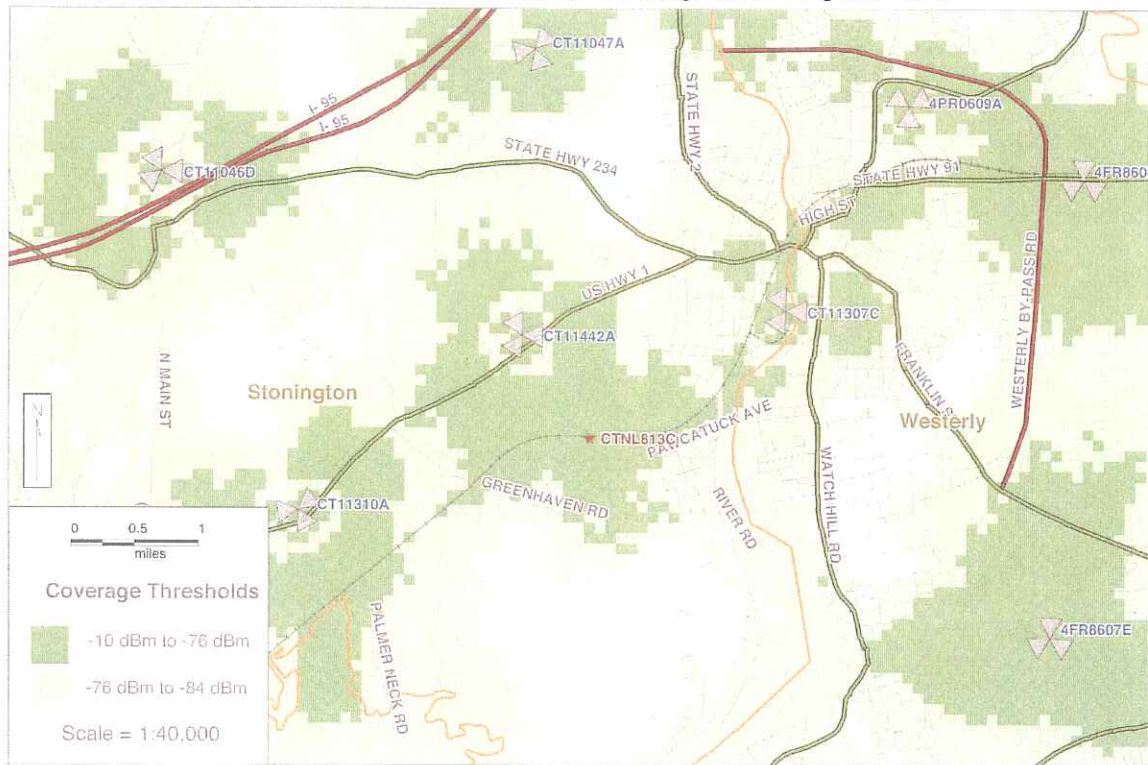 CT11047A
I- 95
I- 95
STATE HWY 2
4PR0609A
CT11046D
STATE HWY 234
STATE HWY 91
4FR860
HIGH ST
US HWY 1
CT11442A
CT11307C
N MAIN ST
Stonington
FRANKLIN
WESTERLY BY-PASS RD
Westerly
CTNL813C
PAWCATUCK AVE
GREENHAVEN RD
RIVER RD
WATCH HILL RD
CT11310A
0 0.5 1
miles
Coverage Thresholds
-10 dBm to -76 dBm
-76 dBm to -84 dBm
Scale = 1:40,000
PALMER NECK RD
4FR8607E